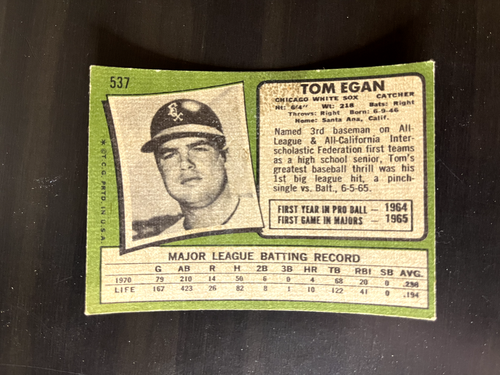 537
TOM EGAN
CHICAGO WHITE SOX CATCHER
Ht: 6'4" Wt: 218 Bats: Right
Throws: Right Born: 6-9-46
Home: Santa Ana, Calif.
Named 3rd baseman on All-
League & All-California Inter-
scholastic Federation first teams
as a high school senior, Tom's
greatest baseball thrill was his
1st big league hit, a pinch-
single vs. Balt., 6-5-65.
FIRST YEAR IN PRO BALL — 1964
FIRST GAME IN MAJORS — 1965
© T.C.G. PRTD. IN U.S.A.
MAJOR LEAGUE BATTING RECORD
G AB R H 2B 3B HR TB RBI SB AVG.
1970 79 210 14 50 6 0 4 68 20 0 .238
LIFE 167 423 26 82 8 1 10 122 41 0 .194